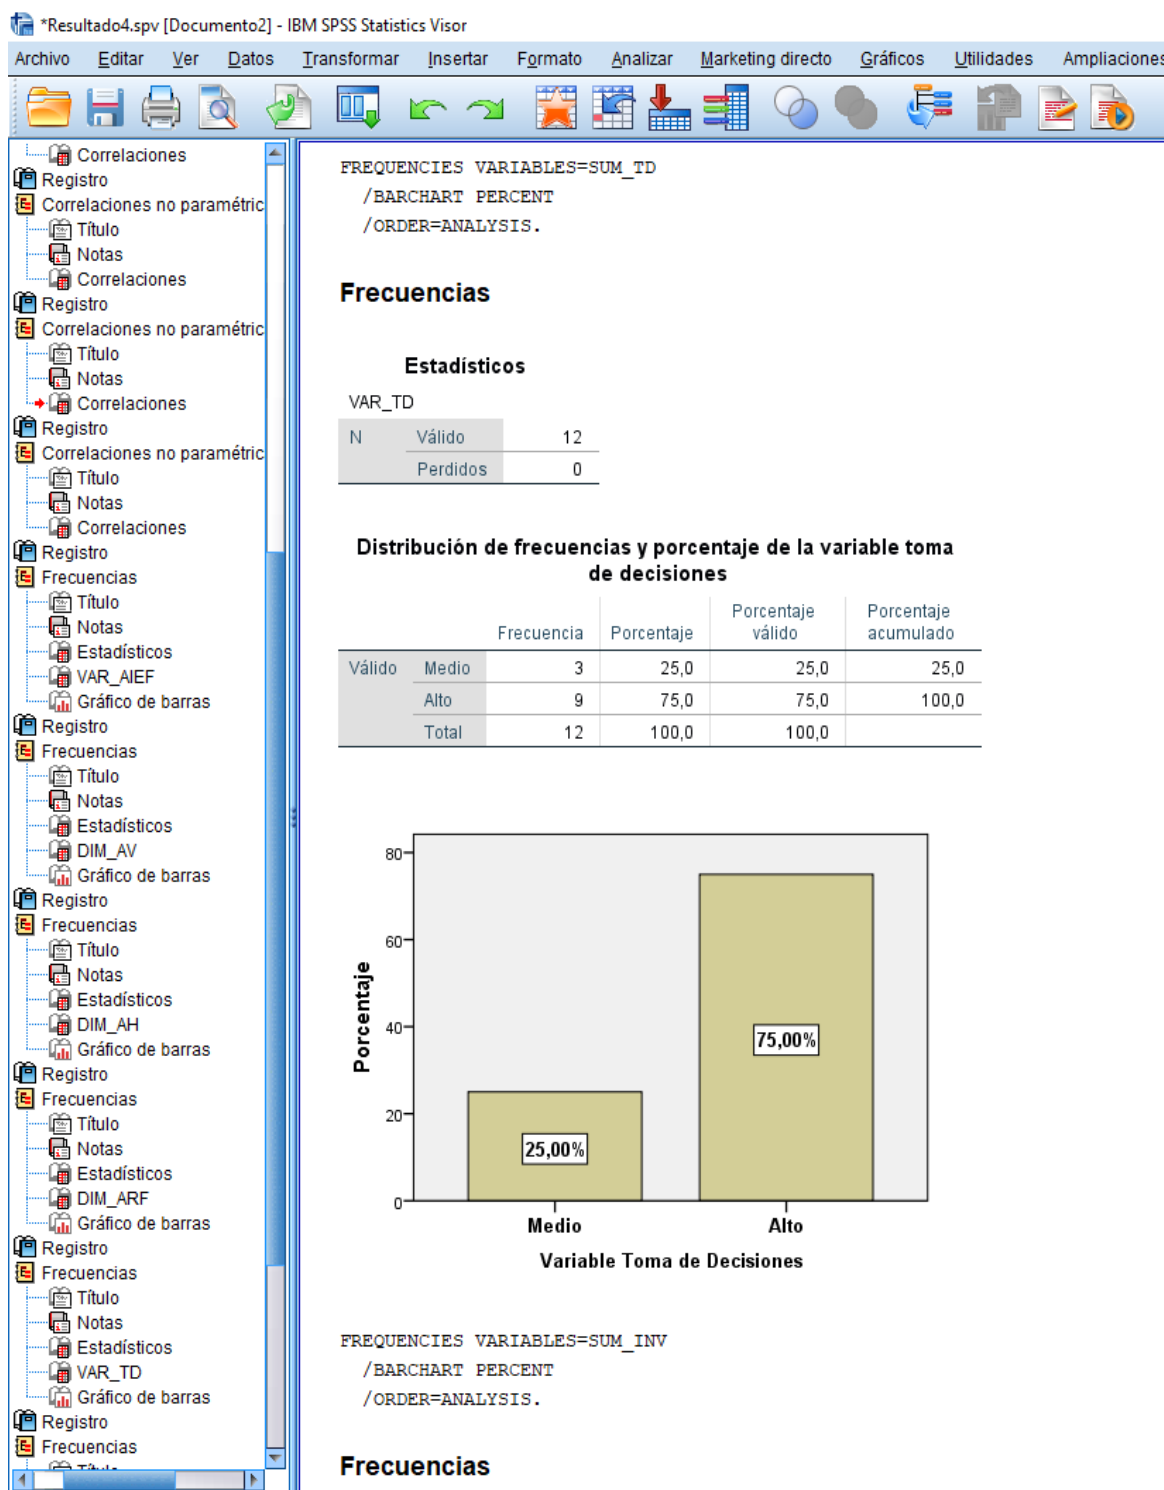 *Resultado4.spv [Documento2] - IBM SPSS Statistics Visor
Archivo Editar Ver Datos Transformar Insertar Formato Analizar Marketing directo Gráficos Utilidades Ampliaciones
Correlaciones
Registro
Correlaciones no paramétric
Título
Notas
Correlaciones
Registro
Correlaciones no paramétric
Título
Notas
Correlaciones
Registro
Correlaciones no paramétric
Título
Notas
Correlaciones
Registro
Frecuencias
Título
Notas
Estadísticos
VAR_AIEF
Gráfico de barras
Registro
Frecuencias
Título
Notas
Estadísticos
DIM_AV
Gráfico de barras
Registro
Frecuencias
Título
Notas
Estadísticos
DIM_AH
Gráfico de barras
Registro
Frecuencias
Título
Notas
Estadísticos
DIM_ARF
Gráfico de barras
Registro
Frecuencias
Título
Notas
Estadísticos
VAR_TD
Gráfico de barras
Registro
Frecuencias
Título
FREQUENCIES VARIABLES=SUM_TD
/BARCHART PERCENT
/ORDER=ANALYSIS.
Frecuencias
Estadísticos
VAR_TD
N Válido 12
Perdidos 0
Distribución de frecuencias y porcentaje de la variable toma
de decisiones
Frecuencia Porcentaje Porcentaje válido Porcentaje acumulado
Válido Medio 3 25,0 25,0 25,0
Alto 9 75,0 75,0 100,0
Total 12 100,0 100,0
80
60
40
20
0
Porcentaje
75,00%
25,00%
Medio Alto
Variable Toma de Decisiones
FREQUENCIES VARIABLES=SUM_INV
/BARCHART PERCENT
/ORDER=ANALYSIS.
Frecuencias